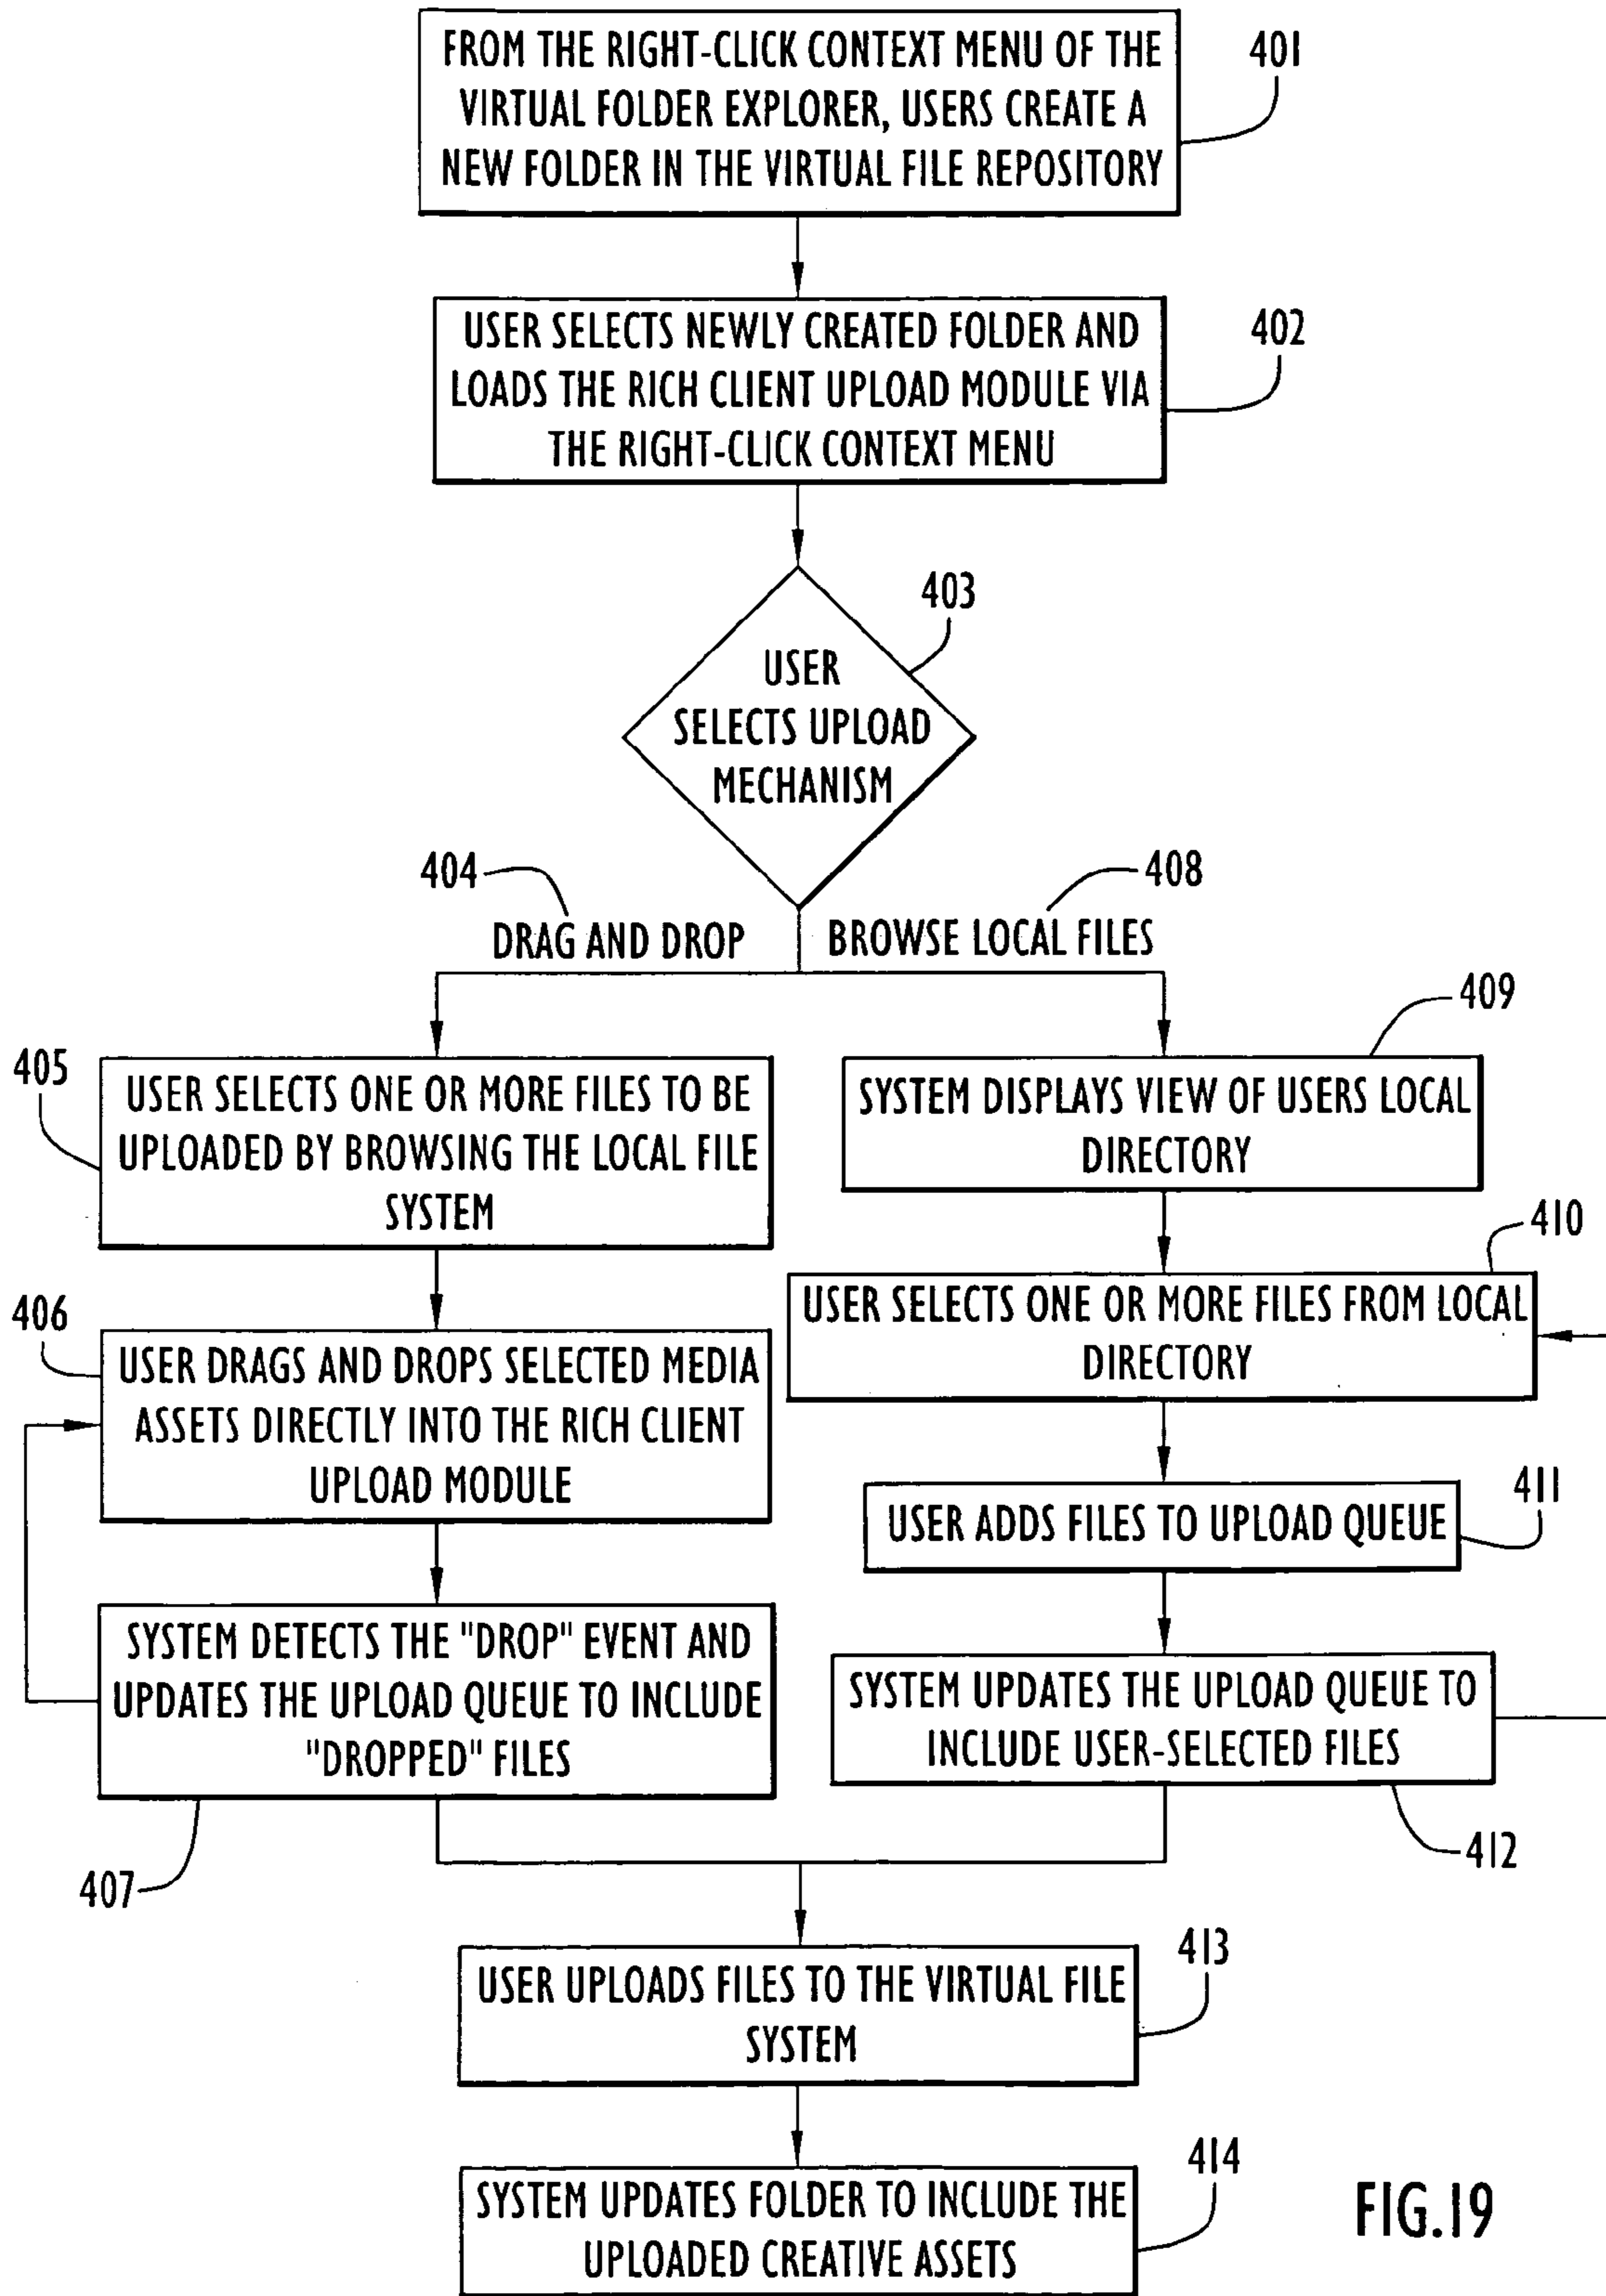 FROM THE RIGHT-CLICK CONTEXT MENU OF THE
VIRTUAL FOLDER EXPLORER, USERS CREATE A
NEW FOLDER IN THE VIRTUAL FILE REPOSITORY
401
USER SELECTS NEWLY CREATED FOLDER AND
LOADS THE RICH CLIENT UPLOAD MODULE VIA
THE RIGHT-CLICK CONTEXT MENU
402
403
USER
SELECTS UPLOAD
MECHANISM
404
DRAG AND DROP
408
BROWSE LOCAL FILES
405
USER SELECTS ONE OR MORE FILES TO BE
UPLOADED BY BROWSING THE LOCAL FILE
SYSTEM
406
USER DRAGS AND DROPS SELECTED MEDIA
ASSETS DIRECTLY INTO THE RICH CLIENT
UPLOAD MODULE
SYSTEM DETECTS THE "DROP" EVENT AND
UPDATES THE UPLOAD QUEUE TO INCLUDE
"DROPPED" FILES
407
409
SYSTEM DISPLAYS VIEW OF USERS LOCAL
DIRECTORY
410
USER SELECTS ONE OR MORE FILES FROM LOCAL
DIRECTORY
411
USER ADDS FILES TO UPLOAD QUEUE
SYSTEM UPDATES THE UPLOAD QUEUE TO
INCLUDE USER-SELECTED FILES
412
413
USER UPLOADS FILES TO THE VIRTUAL FILE
SYSTEM
414
SYSTEM UPDATES FOLDER TO INCLUDE THE
UPLOADED CREATIVE ASSETS
FIG.19